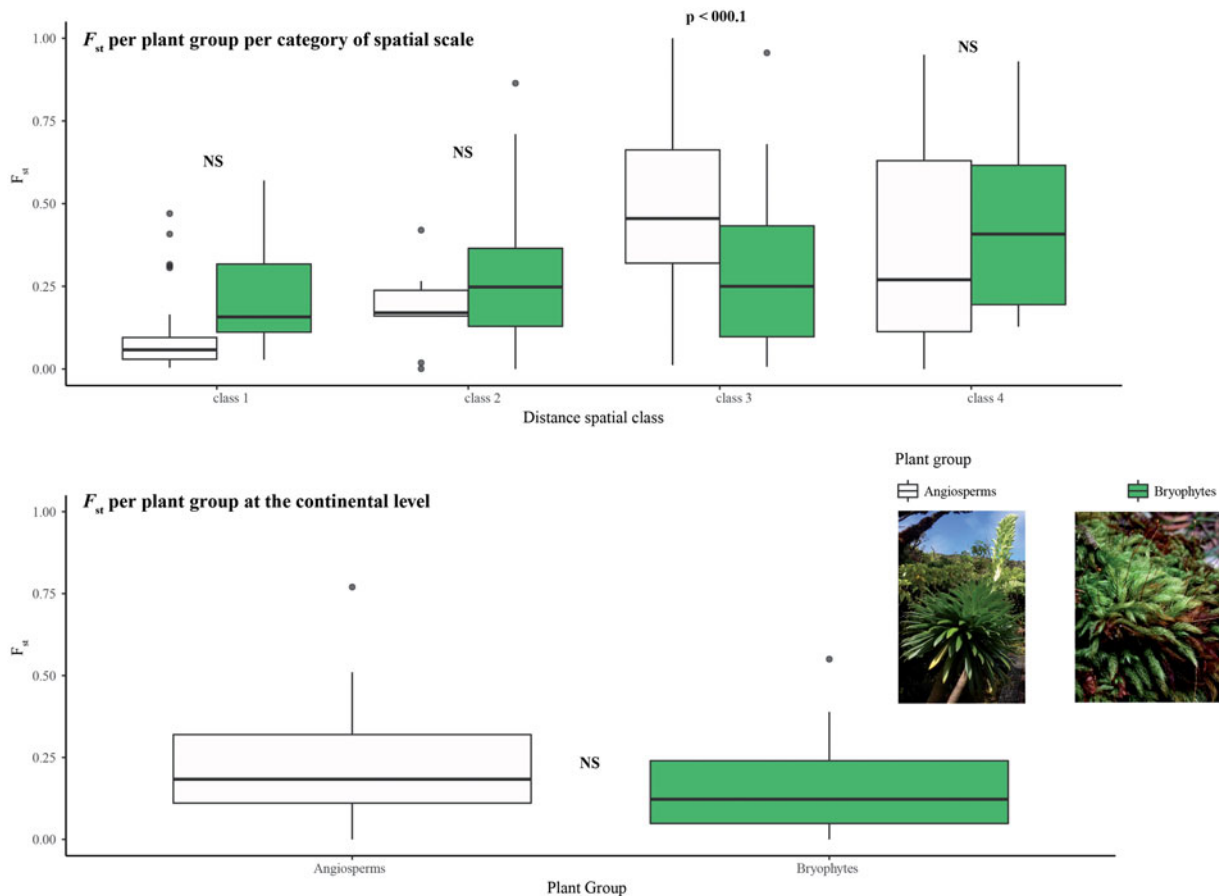 p < 000.1
Fst per plant group per category of spatial scale
NS
NS
NS
1.00
0.75
0.50
0.25
0.00
Fst
class 1
class 2
class 3
class 4
Distance spatial class
Plant group
Angiosperms
Bryophytes
Fst per plant group at the continental level
NS
1.00
0.75
0.50
0.25
0.00
Fst
Angiosperms
Bryophytes
Plant Group